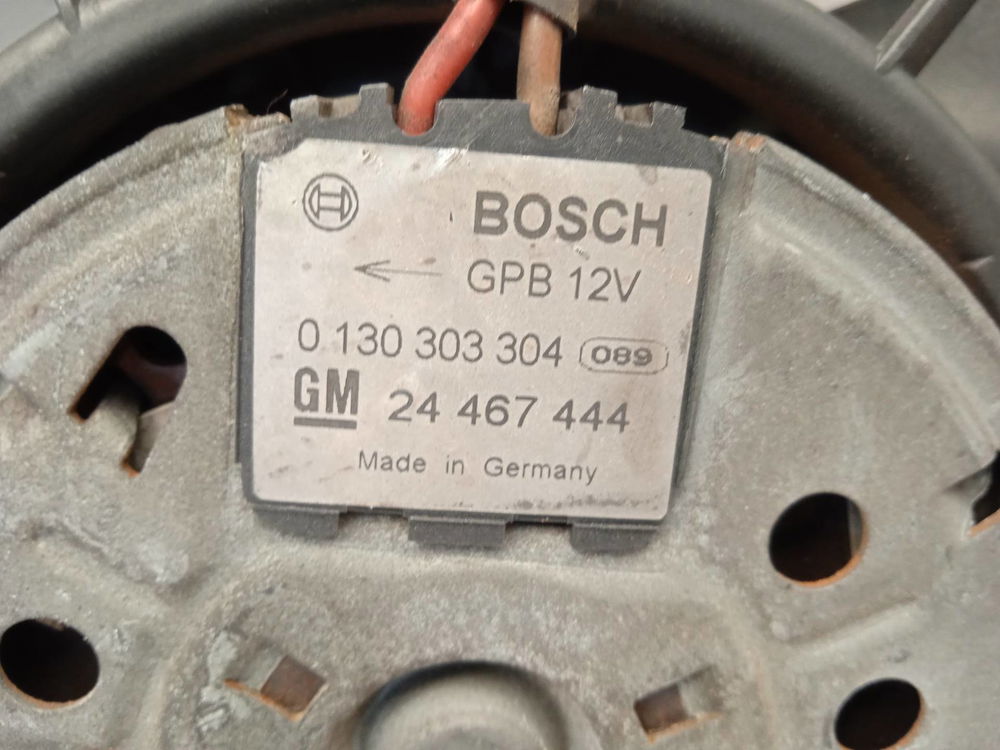 BOSCH
GPB 12V
0 130 303 304 089
GM 24 467 444
Made in Germany